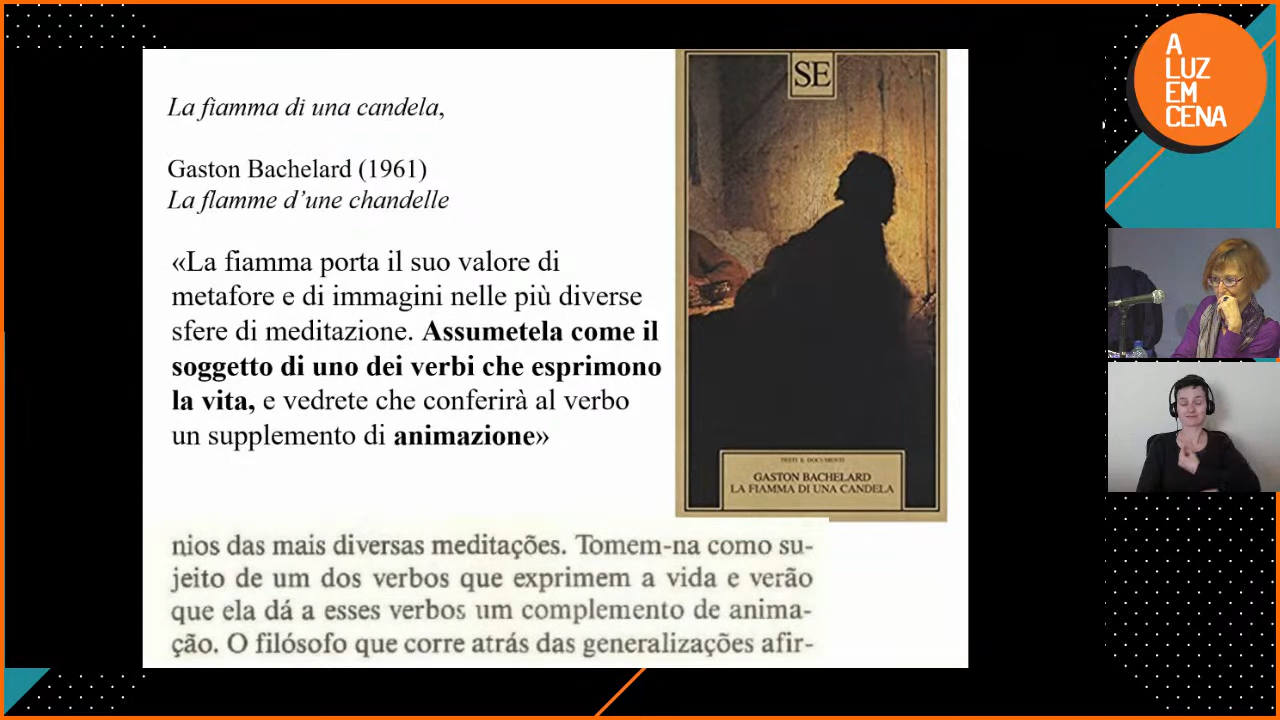 La fiamma di una candela,
Gaston Bachelard (1961)
La flamme d’une chandelle
«La fiamma porta il suo valore di
metafore e di immagini nelle più diverse
sfere di meditazione. Assumetela come il
soggetto di uno dei verbi che esprimono
la vita, e vedrete che conferirà al verbo
un supplemento di animazione»
SE
TESTI E DOCUMENTI
GASTON BACHELARD
LA FIAMMA DI UNA CANDELA
nios das mais diversas meditações. Tomem-na como su-
jeito de um dos verbos que exprimem a vida e verão
que ela dá a esses verbos um complemento de anima-
ção. O filósofo que corre atrás das generalizações afir-
A
LUZ
EM
CENA